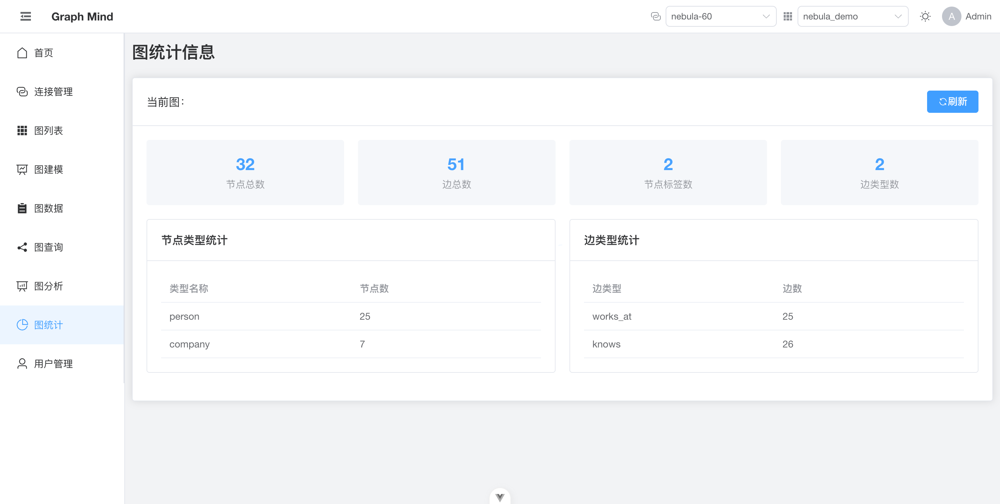 Graph Mind
nebula-60
nebula_demo
A
Admin
首页
连接管理
图列表
图建模
图数据
图查询
图分析
图统计
用户管理
图统计信息
当前图：
刷新
32
节点总数
51
边总数
2
节点标签数
2
边类型数
节点类型统计
类型名称 节点数
person 25
company 7
边类型统计
边类型 边数
works_at 25
knows 26